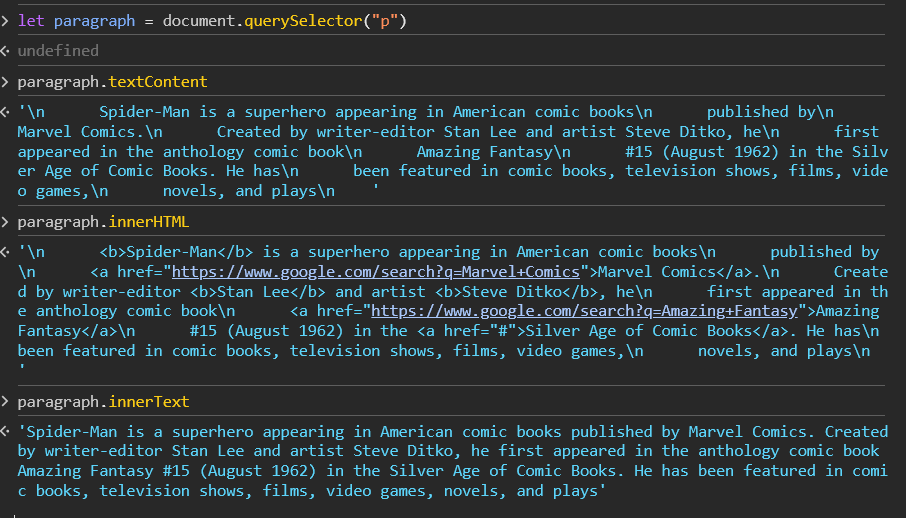 > let paragraph = document.querySelector("p")
undefined
> paragraph.textContent
'\n      Spider-Man is a superhero appearing in American comic books\n      published by\n
Marvel Comics.\n      Created by writer-editor Stan Lee and artist Steve Ditko, he\n      first
appeared in the anthology comic book\n      Amazing Fantasy\n      #15 (August 1962) in the Silv
er Age of Comic Books. He has\n      been featured in comic books, television shows, films, vide
o games,\n      novels, and plays\n    '
> paragraph.innerHTML
'\n      <b>Spider-Man</b> is a superhero appearing in American comic books\n      published by
\n      <a href="https://www.google.com/search?q=Marvel+Comics">Marvel Comics</a>.\n      Create
d by writer-editor <b>Stan Lee</b> and artist <b>Steve Ditko</b>, he\n      first appeared in th
e anthology comic book\n      <a href="https://www.google.com/search?q=Amazing+Fantasy">Amazing
Fantasy</a>\n      #15 (August 1962) in the <a href="#">Silver Age of Comic Books</a>. He has\n
been featured in comic books, television shows, films, video games,\n      novels, and plays\n
'
> paragraph.innerText
'Spider-Man is a superhero appearing in American comic books published by Marvel Comics. Created
by writer-editor Stan Lee and artist Steve Ditko, he first appeared in the anthology comic book
Amazing Fantasy #15 (August 1962) in the Silver Age of Comic Books. He has been featured in comi
c books, television shows, films, video games, novels, and plays'